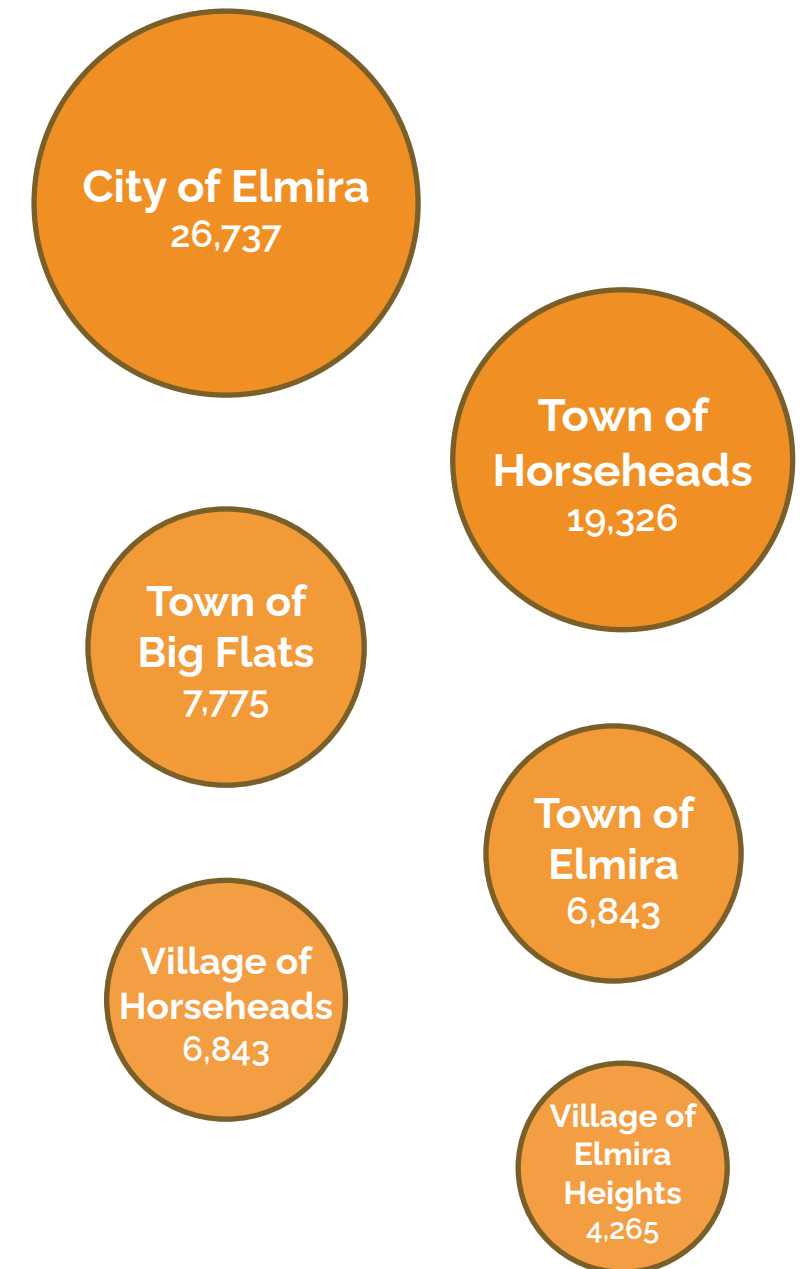 City of Elmira
26,737
Town of
Horseheads
19,326
Town of
Big Flats
7,775
Town of
Elmira
6,843
Village of
Horseheads
6,843
Village of
Elmira
Heights
4,265